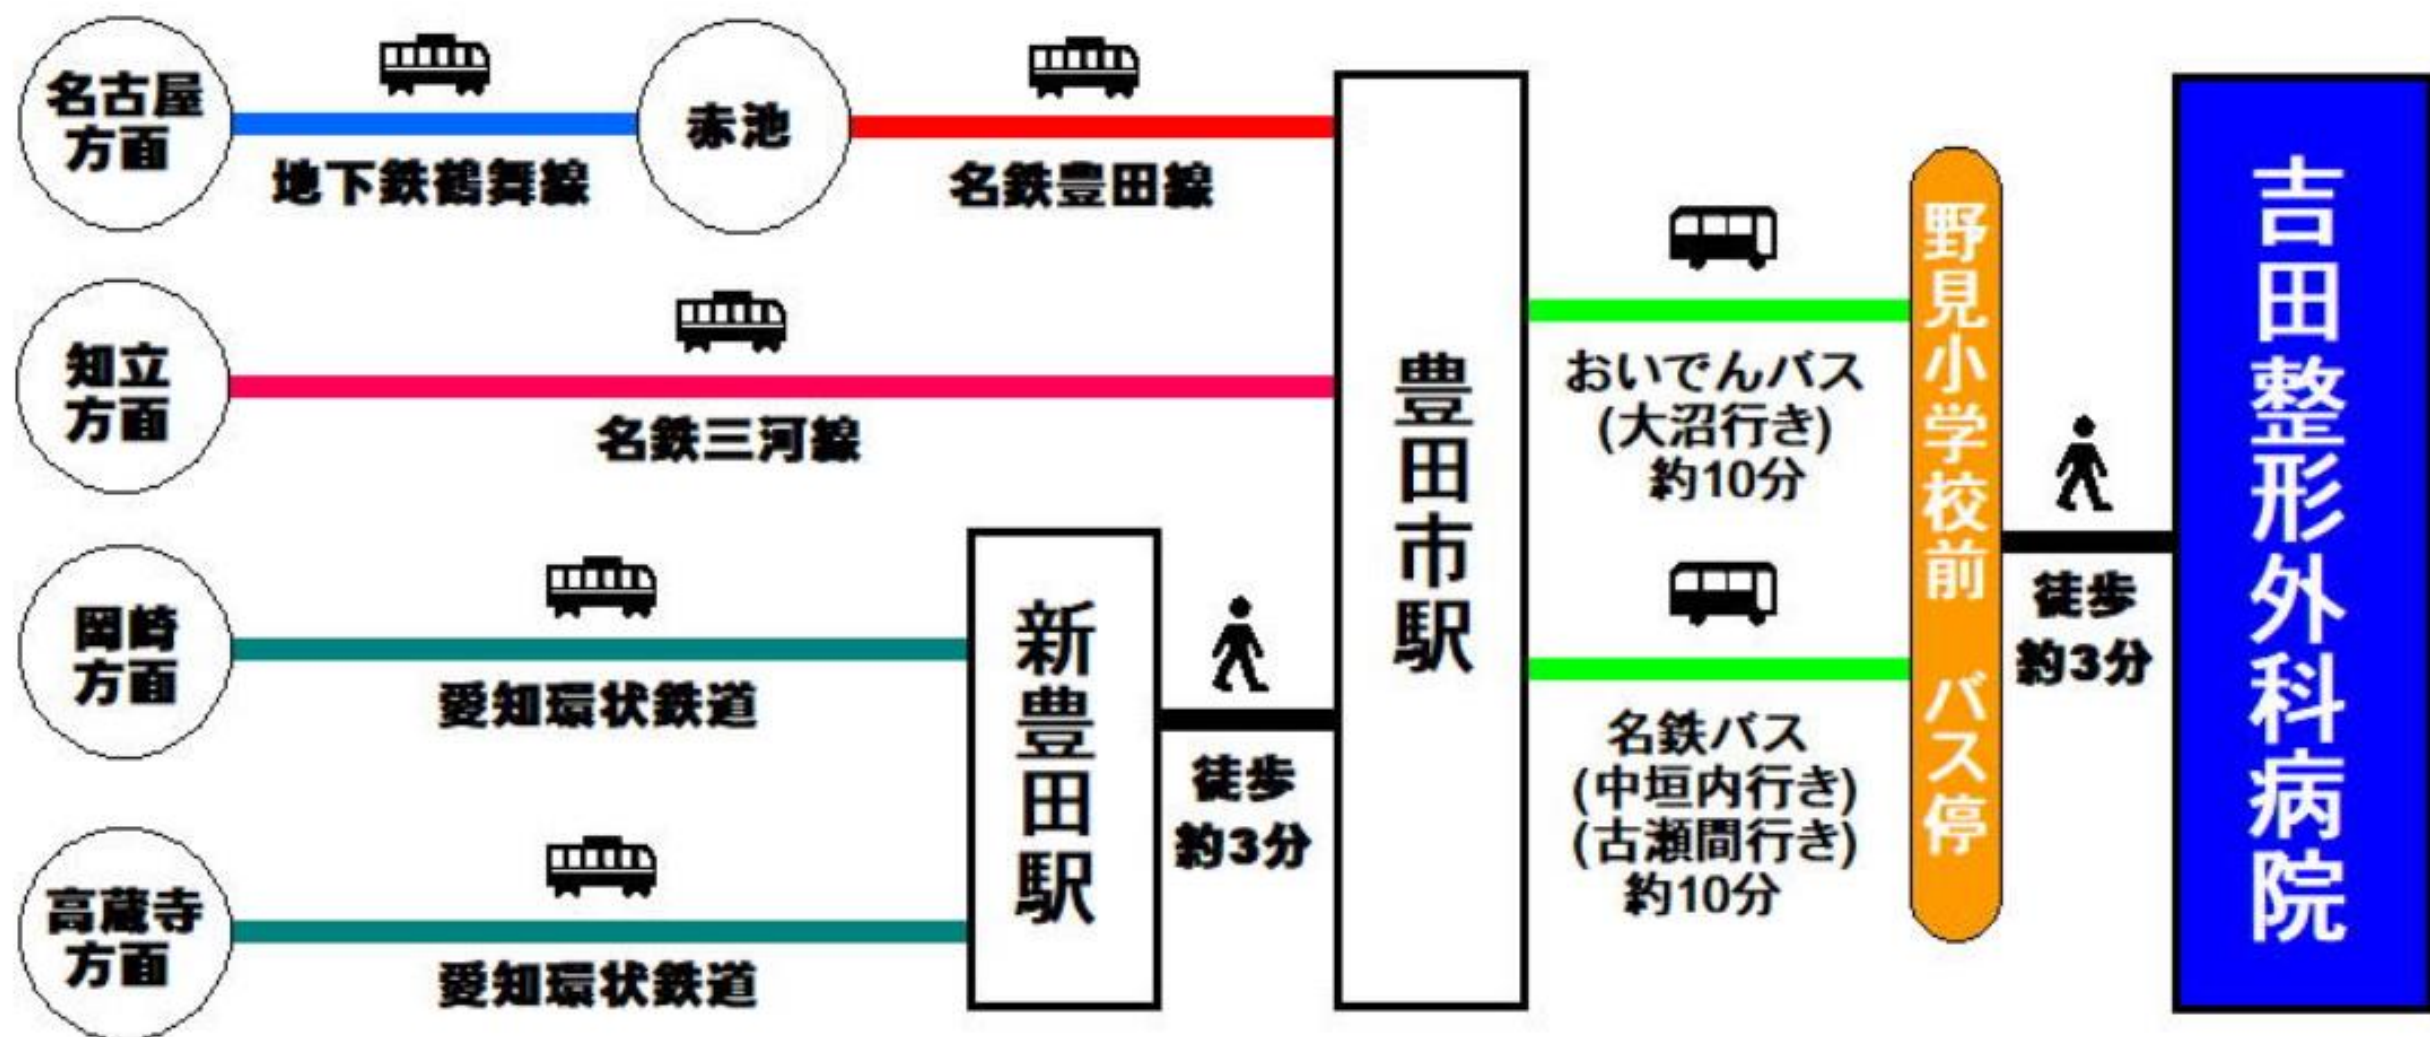 名古屋
方面
地下鉄鶴舞線
赤池
名鉄豊田線
知立
方面
名鉄三河線
岡崎
方面
愛知環状鉄道
高蔵寺
方面
愛知環状鉄道
新豊田駅
徒歩
約3分
豊田市駅
おいでんバス
(大沼行き)
約10分
名鉄バス
(中垣内行き)
(古瀬間行き)
約10分
野見小学校前 バス停
徒歩
約3分
吉田整形外科病院